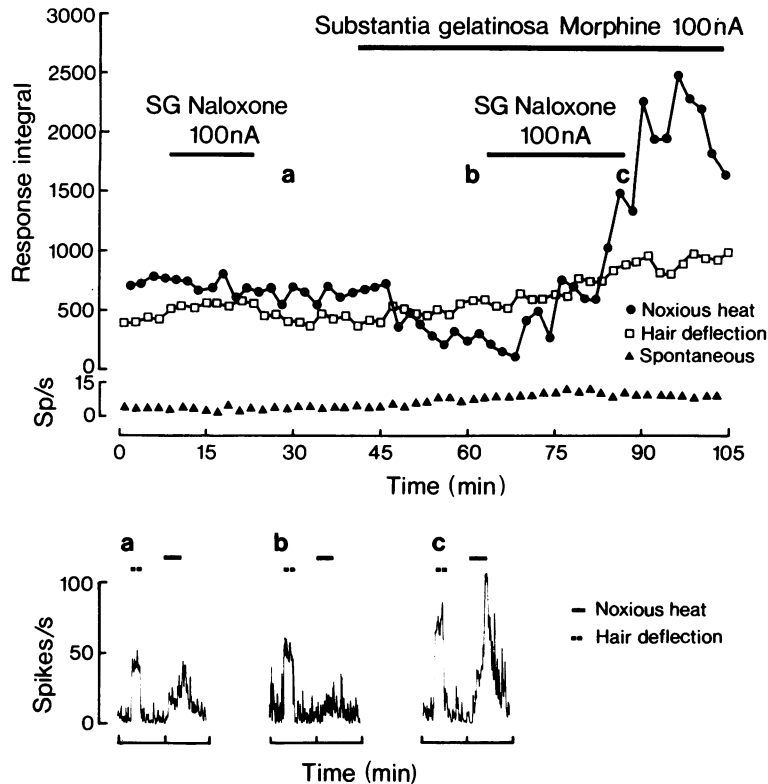 Substantia gelatinosa Morphine 100nA
SG Naloxone
100nA
SG Naloxone
100nA
a
b
c
Response integral
3000
2500
2000
1500
1000
500
0
Noxious heat
Hair deflection
Spontaneous
Sp/s
15
0
0 15 30 45 60 75 90 105
Time (min)
a b c
Spikes/s
100
50
0
Noxious heat
Hair deflection
Time (min)